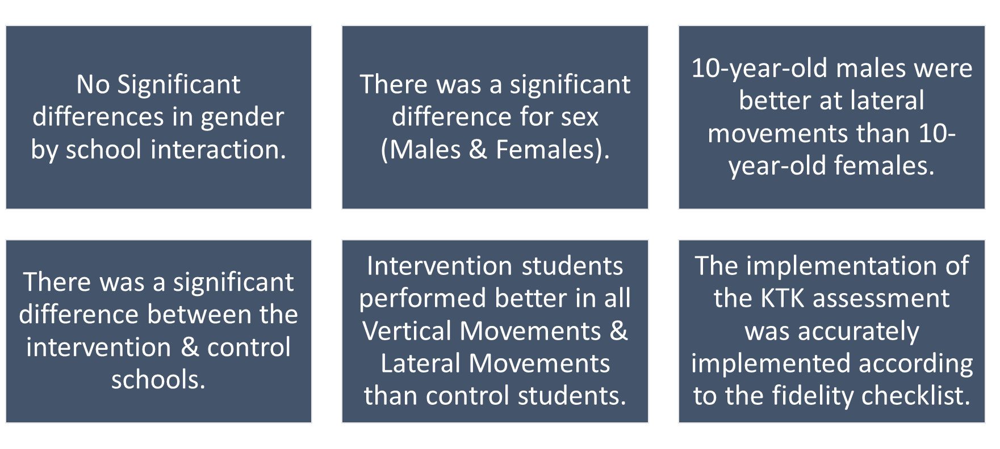 No Significant
differences in gender
by school interaction.
There was a significant
difference for sex
(Males & Females).
10-year-old males were
better at lateral
movements than 10-
year-old females.
There was a significant
difference between the
intervention & control
schools.
Intervention students
performed better in all
Vertical Movements &
Lateral Movements
than control students.
The implementation of
the KTK assessment
was accurately
implemented according
to the fidelity checklist.